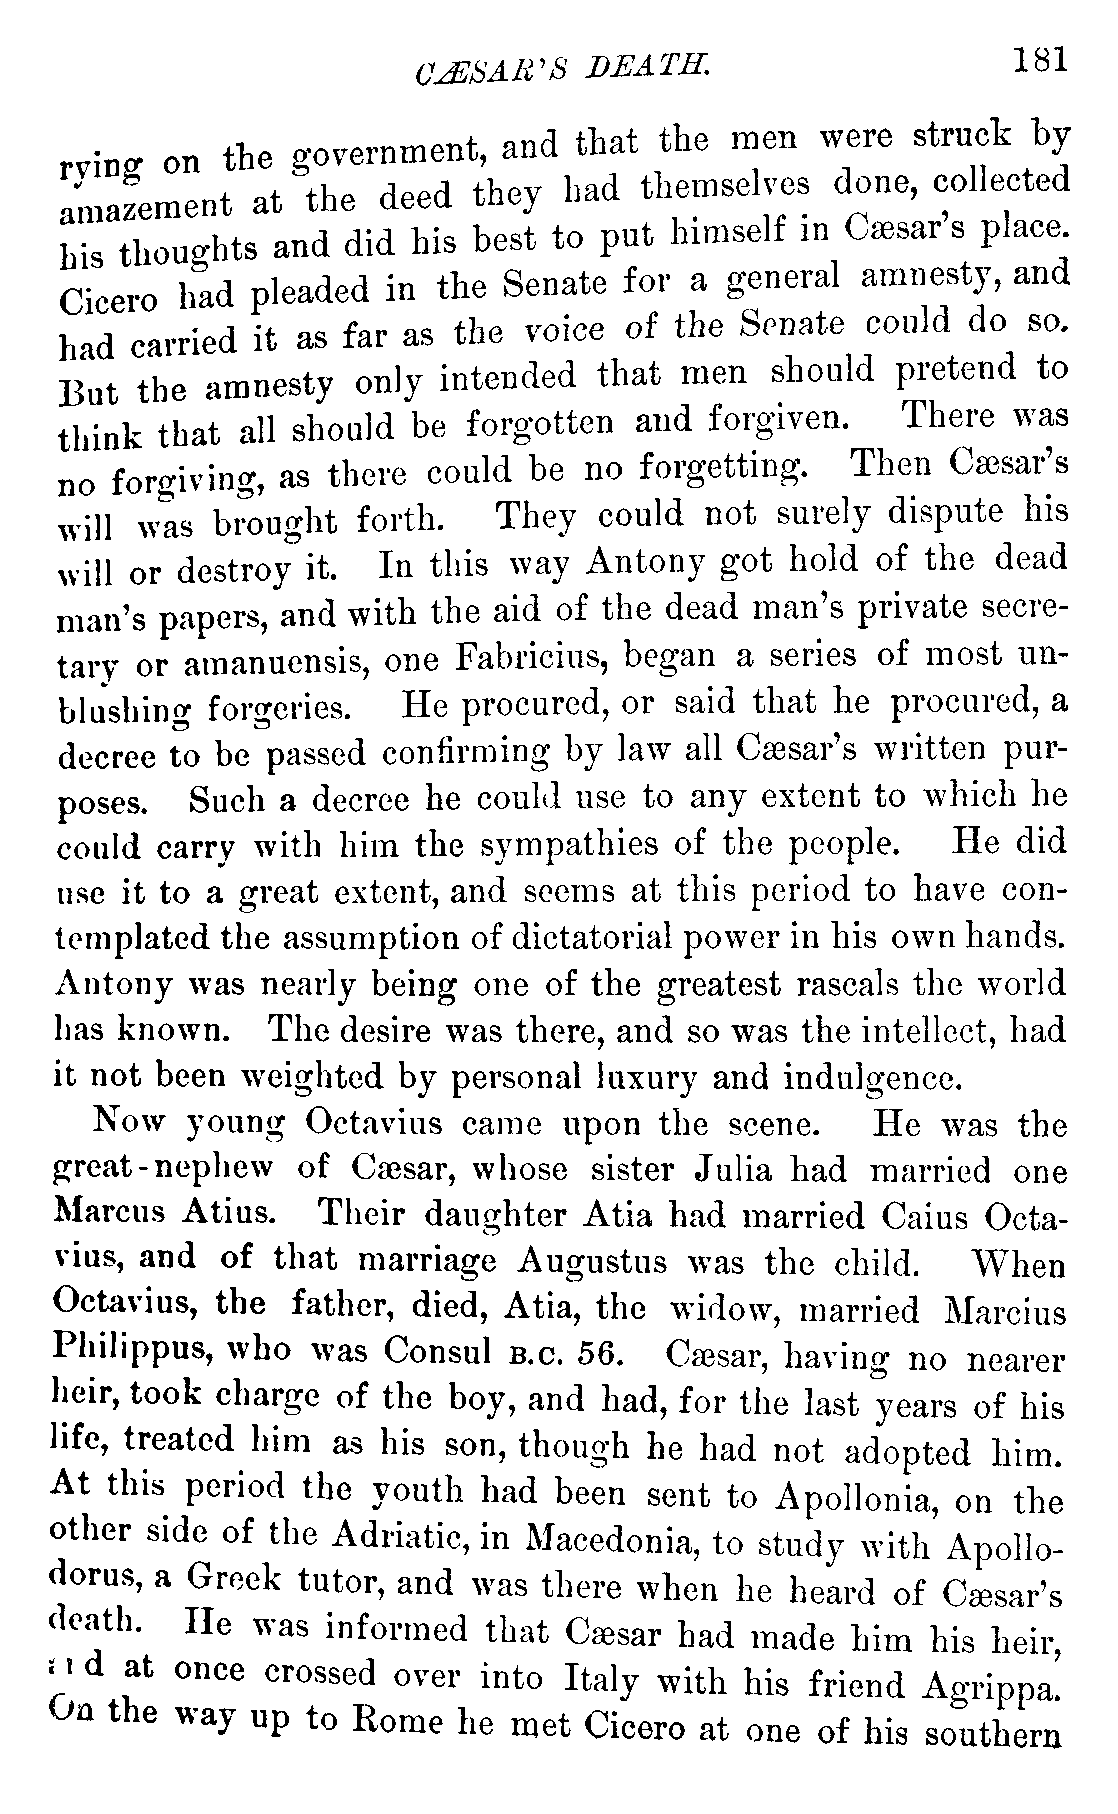 CÆSAR'S DEATH. 181
rying on the government, and that the men were struck by
amazement at the deed they had themselves done, collected
his thoughts and did his best to put himself in Cæsar's place.
Cicero had pleaded in the Senate for a general amnesty, and
had carried it as far as the voice of the Senate could do so.
But the amnesty only intended that men should pretend to
think that all should be forgotten and forgiven. There was
no forgiving, as there could be no forgetting. Then Cæsar's
will was brought forth. They could not surely dispute his
will or destroy it. In this way Antony got hold of the dead
man's papers, and with the aid of the dead man's private secre-
tary or amanuensis, one Fabricius, began a series of most un-
blushing forgeries. He procured, or said that he procured, a
decree to be passed confirming by law all Cæsar's written pur-
poses. Such a decree he could use to any extent to which he
could carry with him the sympathies of the people. He did
use it to a great extent, and seems at this period to have con-
templated the assumption of dictatorial power in his own hands.
Antony was nearly being one of the greatest rascals the world
has known. The desire was there, and so was the intellect, had
it not been weighted by personal luxury and indulgence.
Now young Octavius came upon the scene. He was the
great-nephew of Cæsar, whose sister Julia had married one
Marcus Atius. Their daughter Atia had married Caius Octa-
vius, and of that marriage Augustus was the child. When
Octavius, the father, died, Atia, the widow, married Marcius
Philippus, who was Consul B.C. 56. Cæsar, having no nearer
heir, took charge of the boy, and had, for the last years of his
life, treated him as his son, though he had not adopted him.
At this period the youth had been sent to Apollonia, on the
other side of the Adriatic, in Macedonia, to study with Apollo-
dorus, a Greek tutor, and was there when he heard of Cæsar's
death. He was informed that Cæsar had made him his heir,
and at once crossed over into Italy with his friend Agrippa.
On the way up to Rome he met Cicero at one of his southern